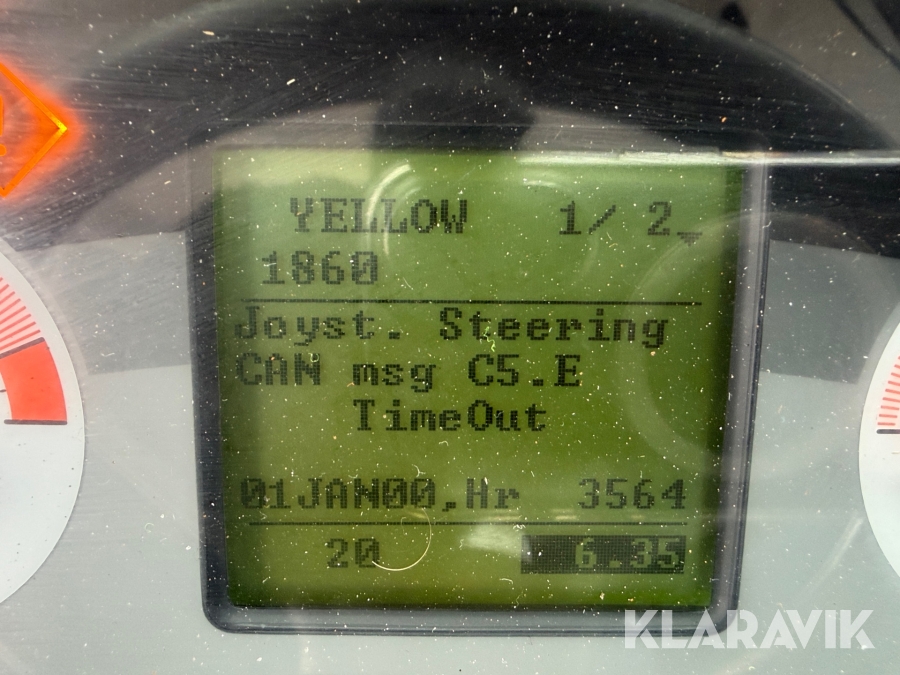 YELLOW 1/ 2
1860
Joyst. Steering
CAN msg C5.E
TimeOut
01JAN00,Hr 3564
20 6.35
KLARAVIK